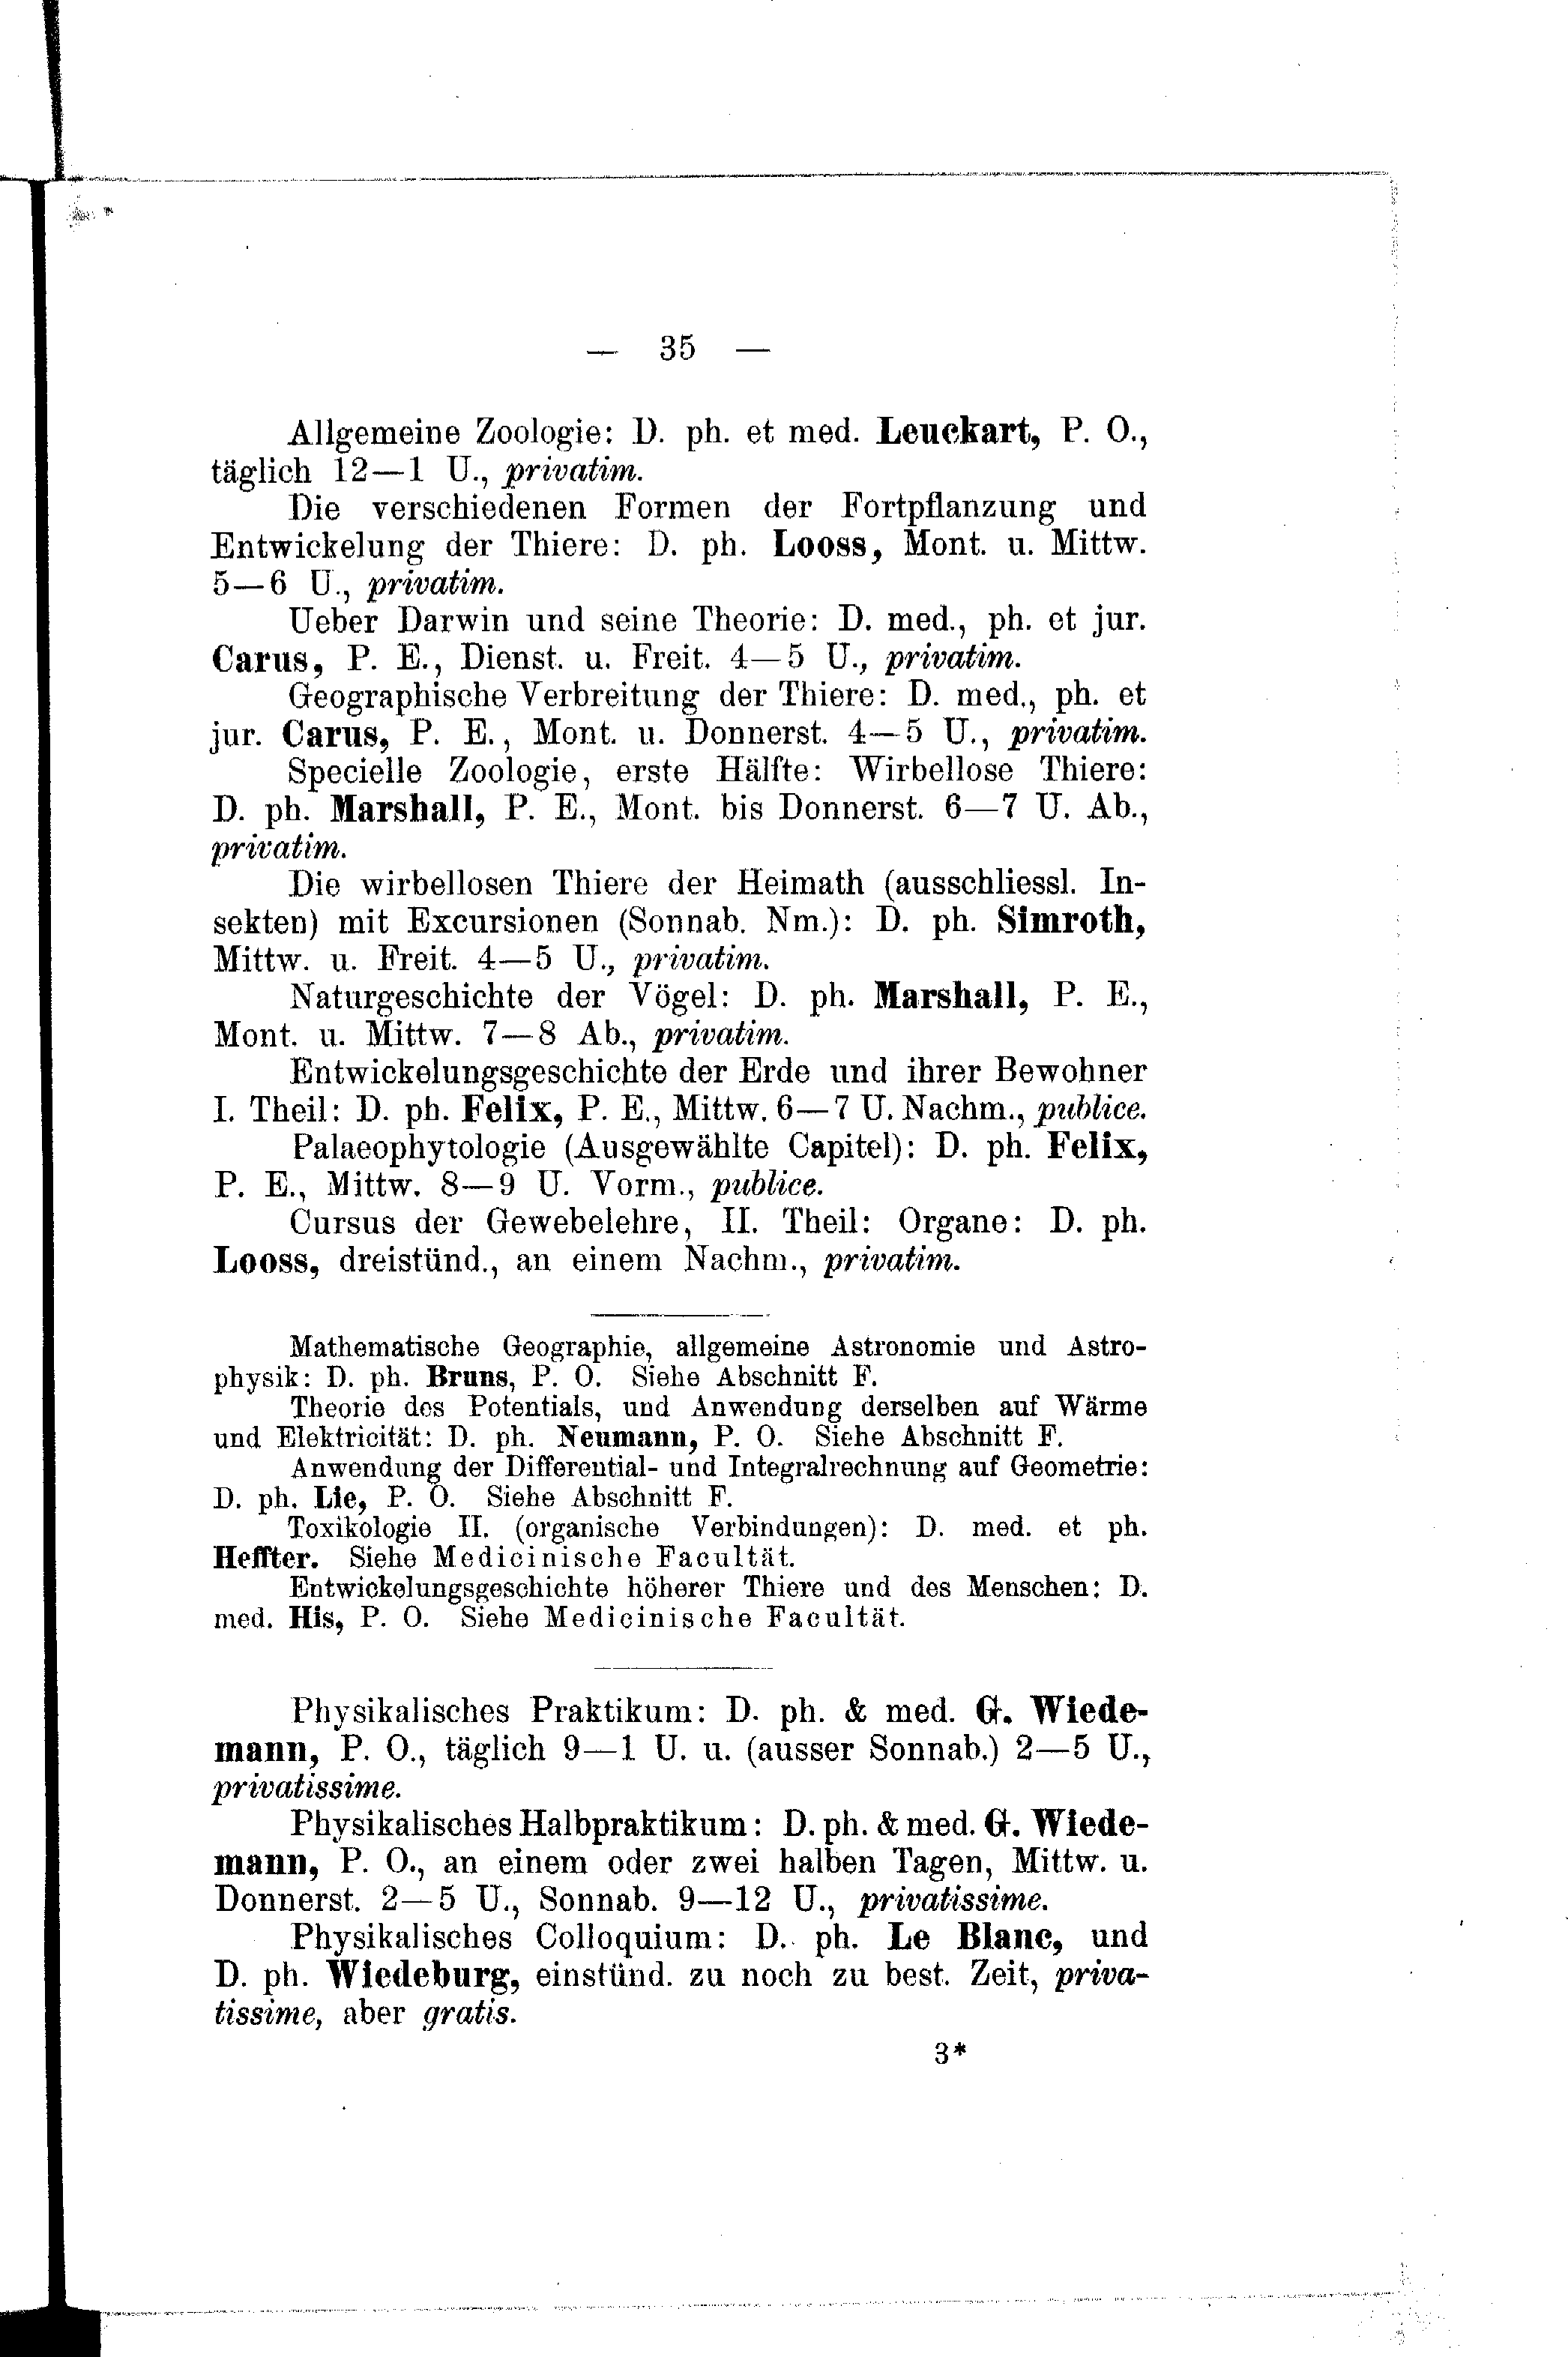 — 35 —
Allgemeine Zoologie: D. ph. et med. Leuckart, P. O.,
täglich 12—1 U., privatim.
Die verschiedenen Formen der Fortpflanzung und
Entwickelung der Thiere: D. ph. Looss, Mont. u. Mittw.
5—6 U., privatim.
Ueber Darwin und seine Theorie: D. med., ph. et jur.
Carus, P. E., Dienst. u. Freit. 4—5 U., privatim.
Geographische Verbreitung der Thiere: D. med., ph. et
jur. Carus, P. E., Mont. u. Donnerst. 4—5 U., privatim.
Specielle Zoologie, erste Hälfte: Wirbellose Thiere:
D. ph. Marshall, P. E., Mont. bis Donnerst. 6—7 U. Ab.,
privatim.
Die wirbellosen Thiere der Heimath (ausschliessl. In-
sekten) mit Excursionen (Sonnab. Nm.): D. ph. Simroth,
Mittw. u. Freit. 4—5 U., privatim.
Naturgeschichte der Vögel: D. ph. Marshall, P. E.,
Mont. u. Mittw. 7—8 Ab., privatim.
Entwickelungsgeschichte der Erde und ihrer Bewohner
I. Theil: D. ph. Felix, P. E., Mittw. 6—7 U. Nachm., publice.
Palaeophytologie (Ausgewählte Capitel): D. ph. Felix,
P. E., Mittw. 8—9 U. Vorm., publice.
Cursus der Gewebelehre, II. Theil: Organe: D. ph.
Looss, dreistünd., an einem Nachm., privatim.
Mathematische Geographie, allgemeine Astronomie und Astro-
physik: D. ph. Bruns, P. O. Siehe Abschnitt F.
Theorie des Potentials, und Anwendung derselben auf Wärme
und Elektricität: D. ph. Neumann, P. O. Siehe Abschnitt F.
Anwendung der Differential- und Integralrechnung auf Geometrie:
D. ph. Lie, P. O. Siehe Abschnitt F.
Toxikologie II. (organische Verbindungen): D. med. et ph.
Heffter. Siehe Medicinische Facultät.
Entwickelungsgeschichte höherer Thiere und des Menschen: D.
med. His, P. O. Siehe Medicinische Facultät.
Physikalisches Praktikum: D. ph. & med. G. Wiede-
mann, P. O., täglich 9—1 U. u. (ausser Sonnab.) 2—5 U.,
privatissime.
Physikalisches Halbpraktikum: D. ph. & med. G. Wiede-
mann, P. O., an einem oder zwei halben Tagen, Mittw. u.
Donnerst. 2—5 U., Sonnab. 9—12 U., privatissime.
Physikalisches Colloquium: D. ph. Le Blanc, und
D. ph. Wiedeburg, einstünd. zu noch zu best. Zeit, priva-
tissime, aber gratis.
3*